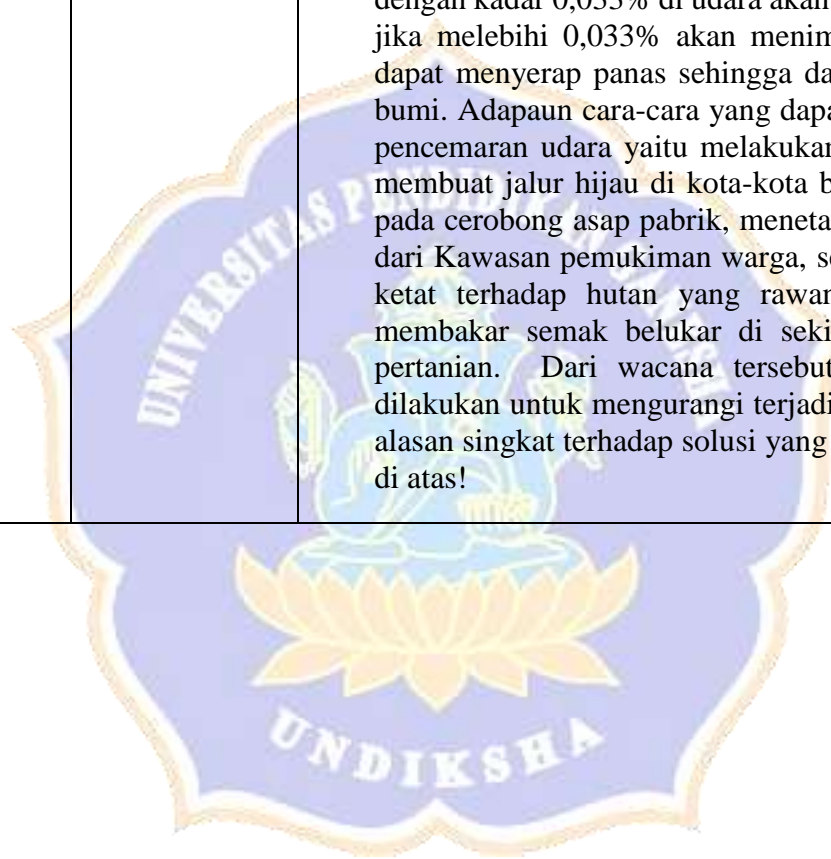 dengan kadar 0,033% di udara akan
jika melebihi 0,033% akan menim
dapat menyerap panas sehingga da
bumi. Adapaun cara-cara yang dapa
pencemaran udara yaitu melakukan
membuat jalur hijau di kota-kota b
pada cerobong asap pabrik, meneta
dari Kawasan pemukiman warga, se
ketat terhadap hutan yang rawan
membakar semak belukar di seki
pertanian. Dari wacana tersebut
dilakukan untuk mengurangi terjadi
alasan singkat terhadap solusi yang
di atas!
UNIVERSITAS PENDIDIKAN GANESHA
UNDIKSHA